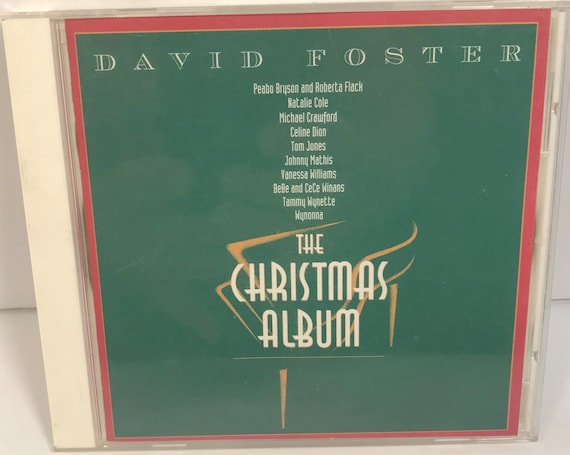 DAVID FOSTER
Peabo Bryson and Roberta Flack
Natalie Cole
Michael Crawford
Celine Dion
Tom Jones
Johnny Mathis
Vanessa Williams
BeBe and CeCe Winans
Tammy Wynette
Wynonna
THE
CHRISTMAS
ALBUM